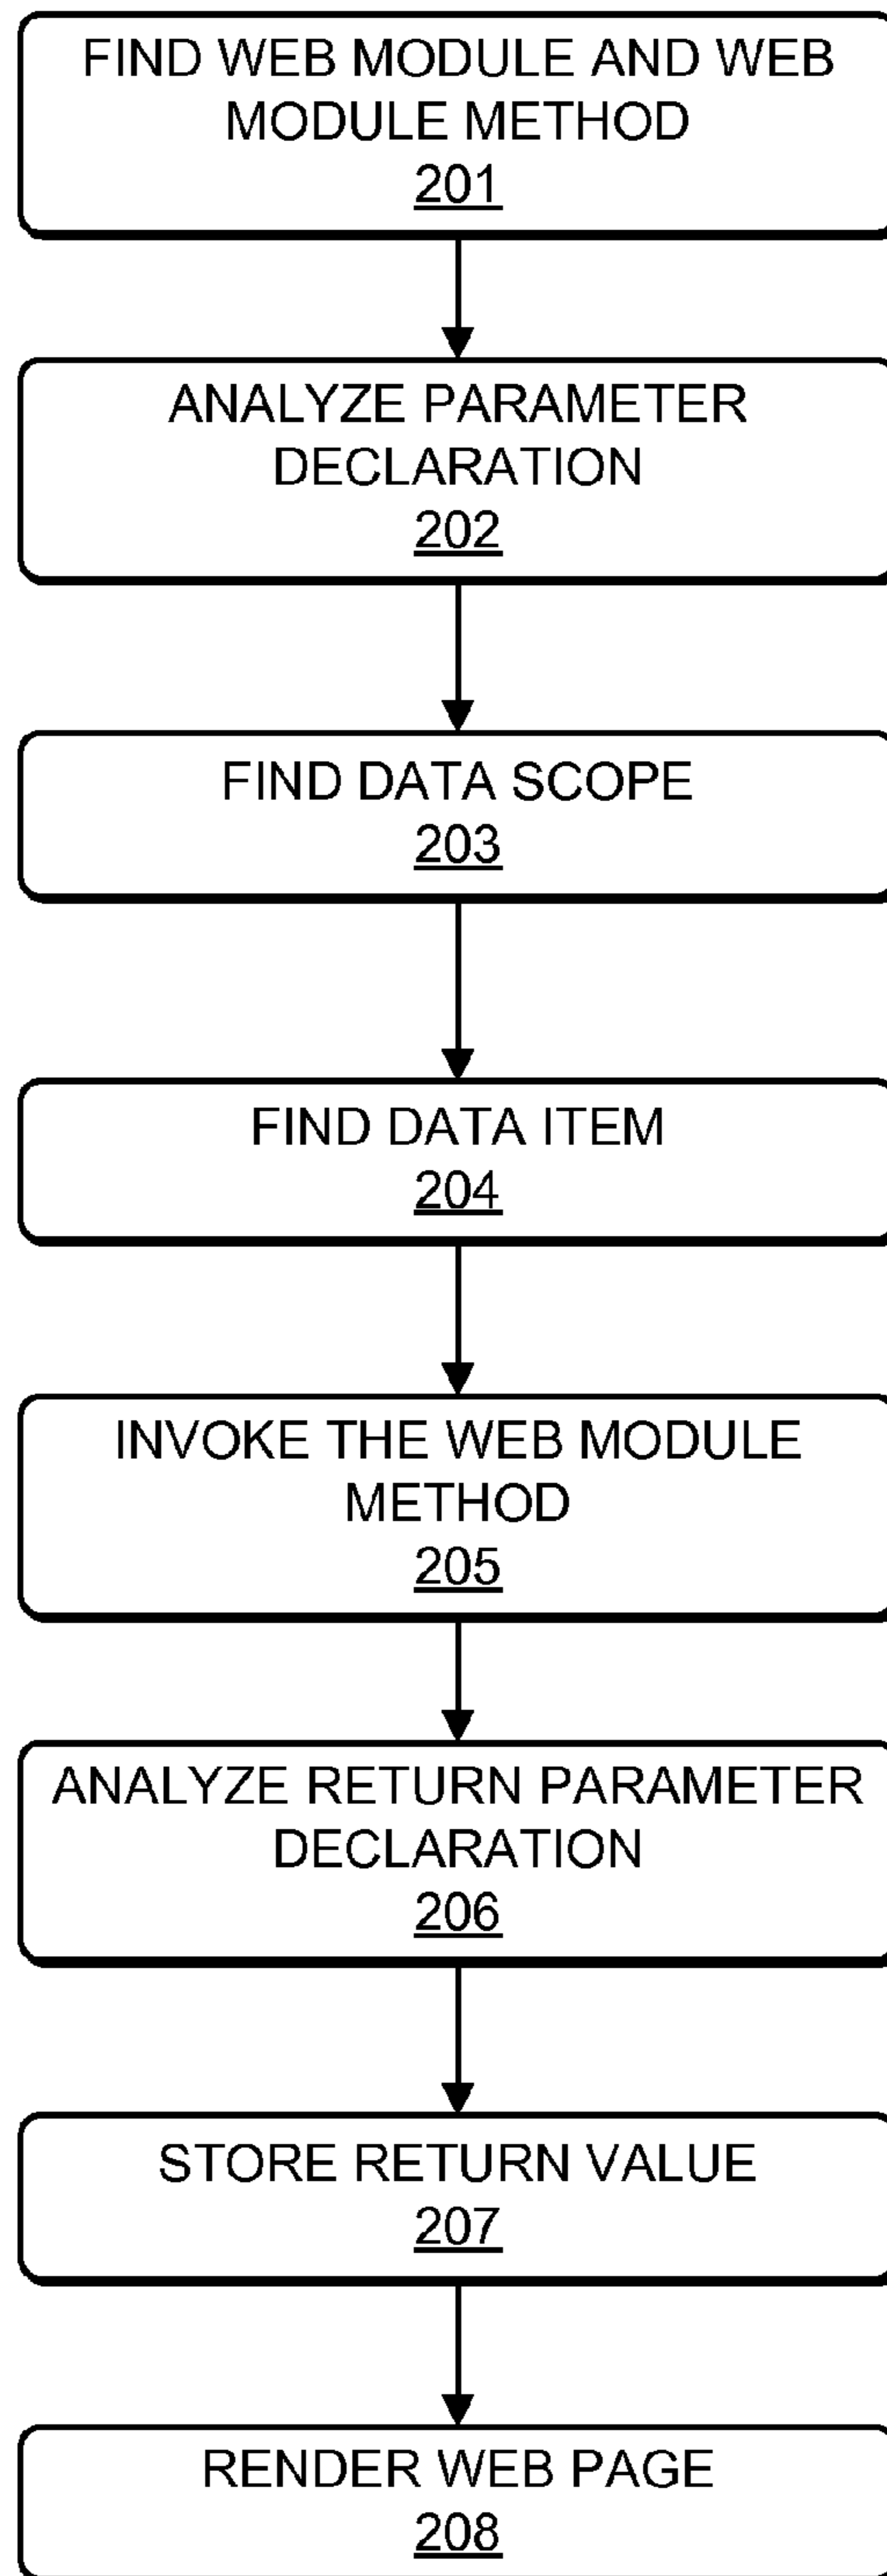 FIND WEB MODULE AND WEB
MODULE METHOD
201
ANALYZE PARAMETER
DECLARATION
202
FIND DATA SCOPE
203
FIND DATA ITEM
204
INVOKE THE WEB MODULE
METHOD
205
ANALYZE RETURN PARAMETER
DECLARATION
206
STORE RETURN VALUE
207
RENDER WEB PAGE
208